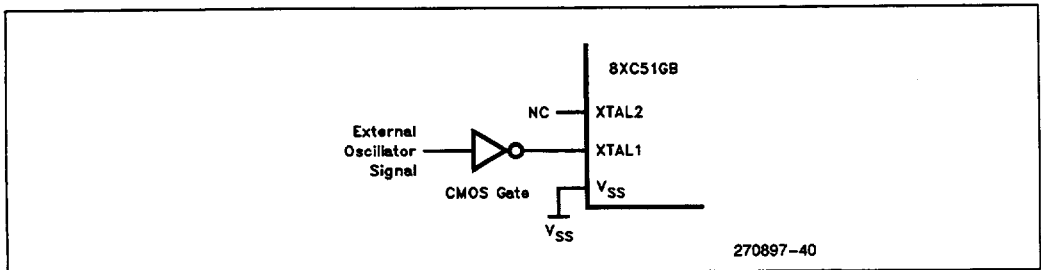 8XC51GB
NC
XTAL2
External
Oscillator
Signal
XTAL1
CMOS Gate
VSS
VSS
270897-40